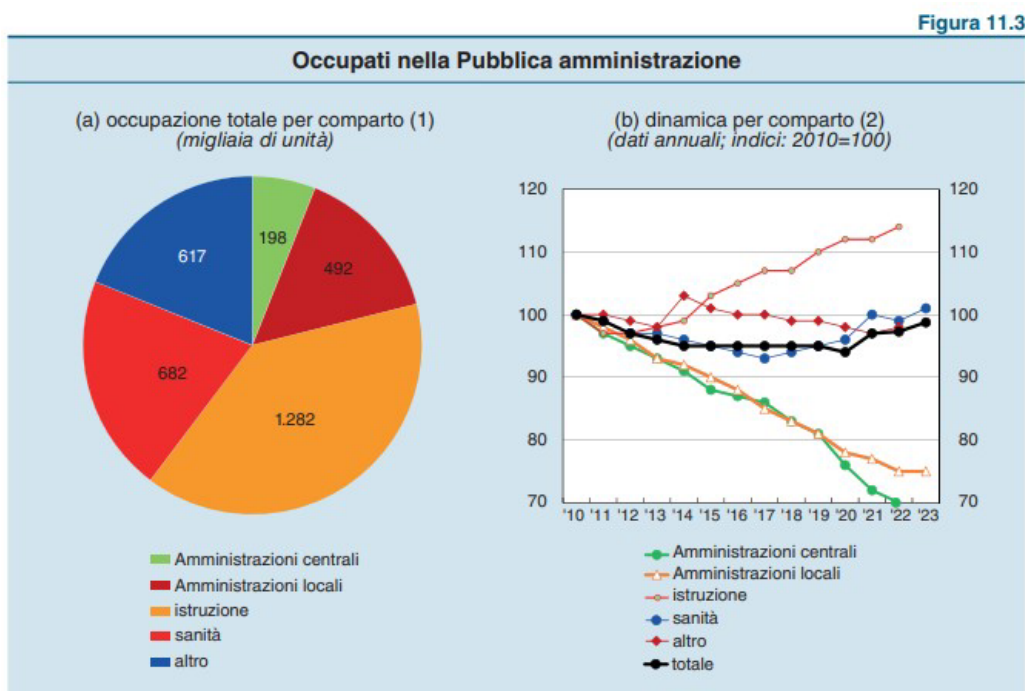 Figura 11.3
Occupati nella Pubblica amministrazione
(a) occupazione totale per comparto (1)
(migliaia di unità)
198
492
1.282
682
617
Amministrazioni centrali
Amministrazioni locali
istruzione
sanità
altro
(b) dinamica per comparto (2)
(dati annuali; indici: 2010=100)
120 120
110 110
100 100
90 90
80 80
70 70
'10 '11 '12 '13 '14 '15 '16 '17 '18 '19 '20 '21 '22 '23
Amministrazioni centrali
Amministrazioni locali
istruzione
sanità
altro
totale